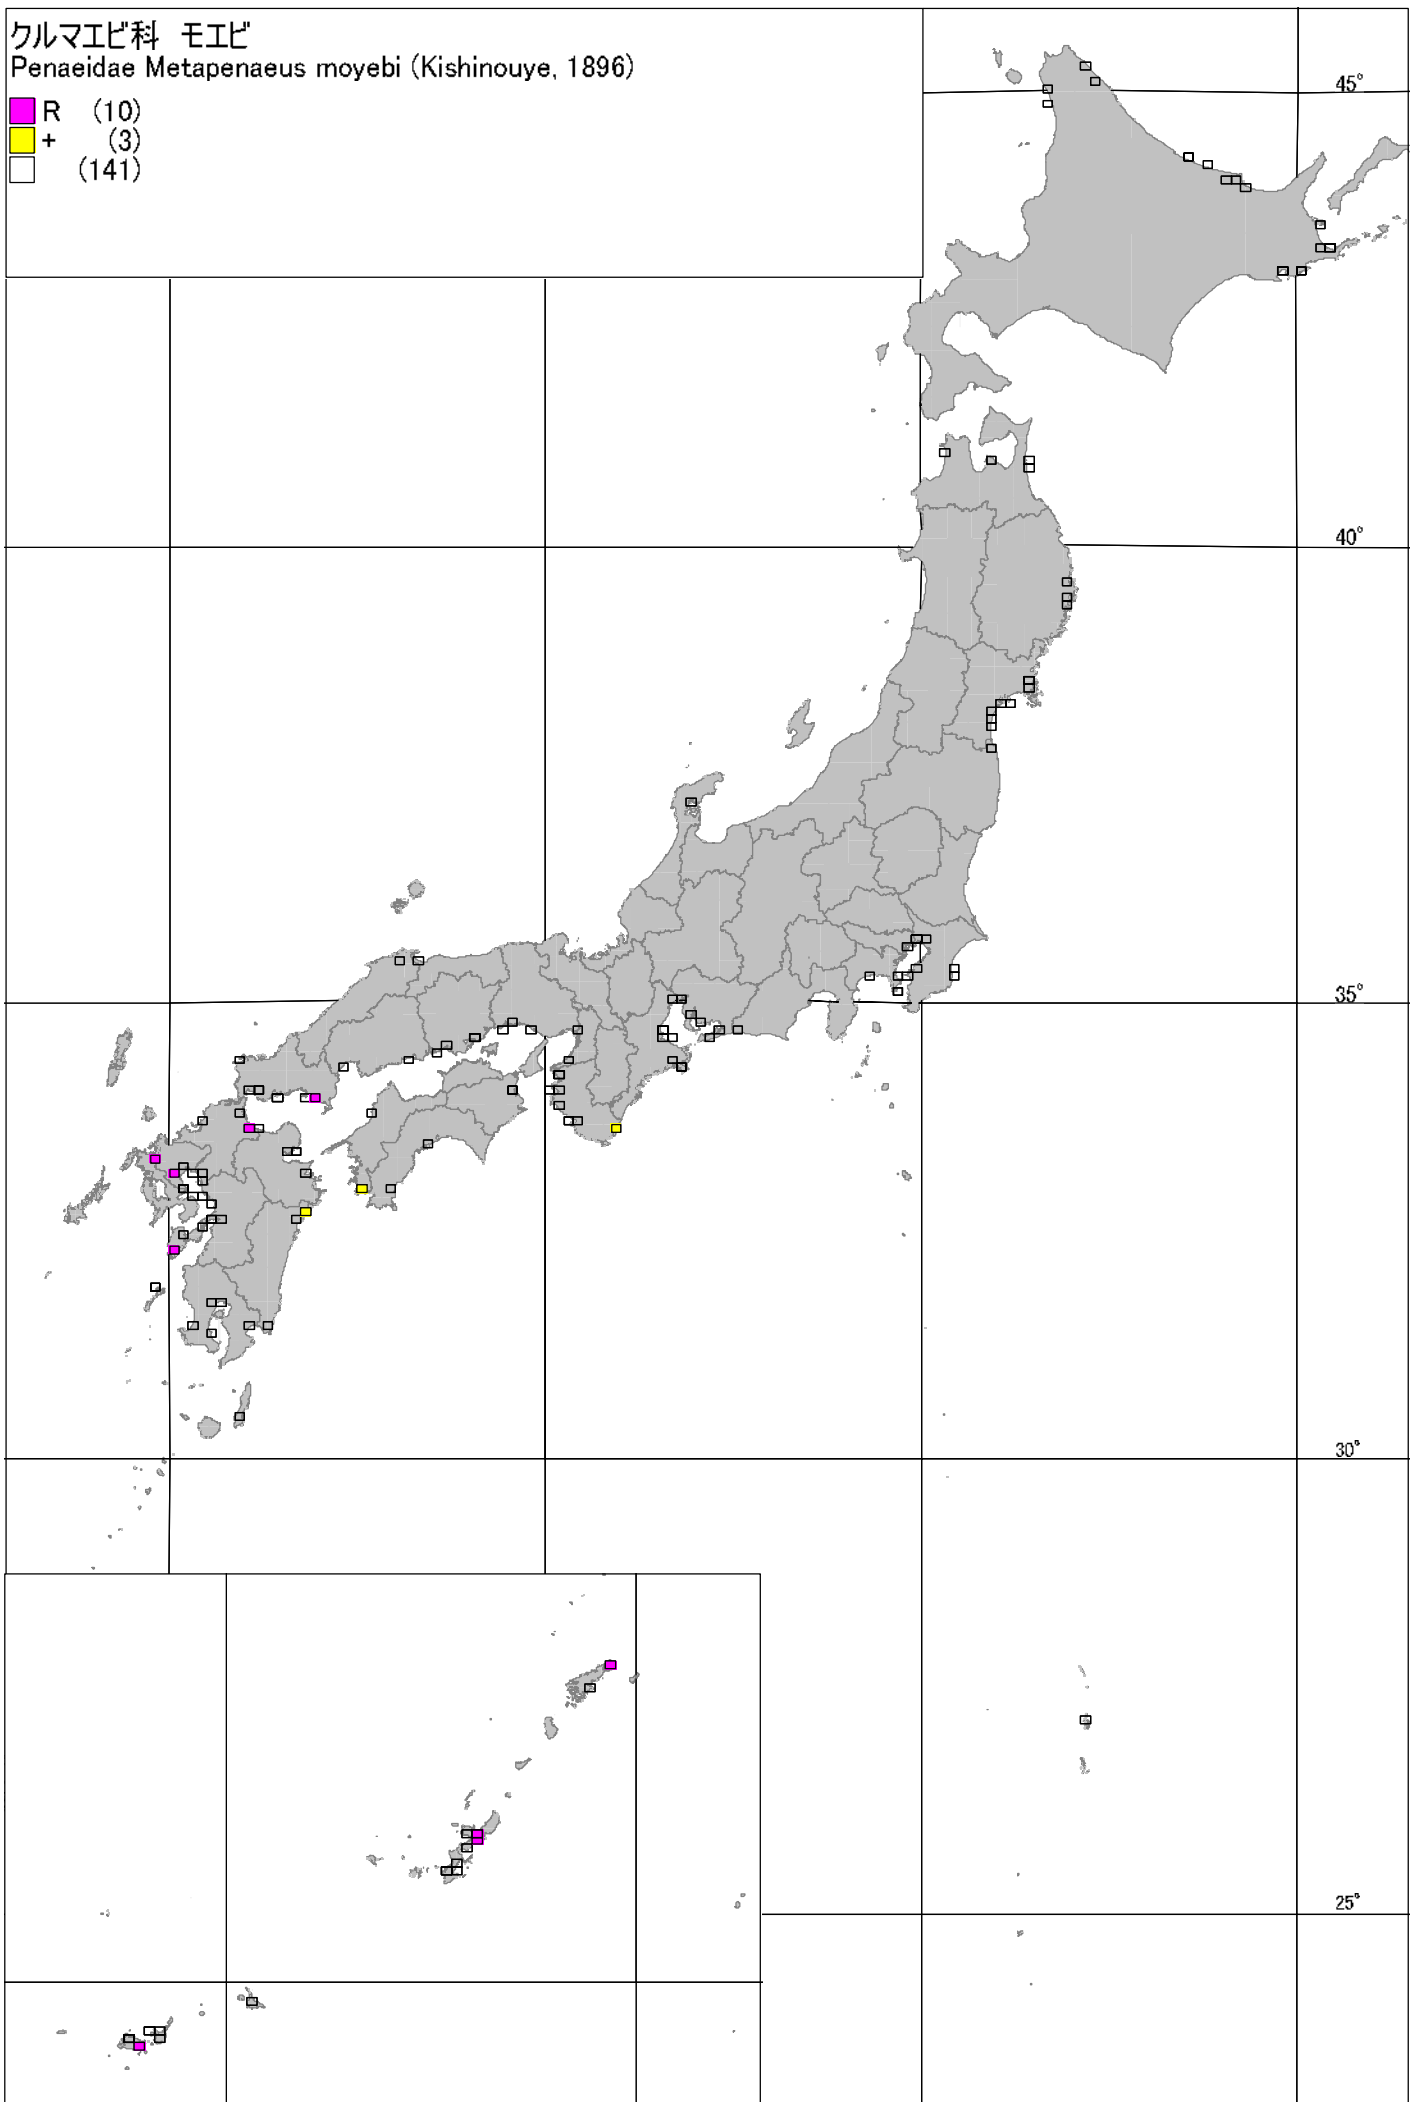 クルマエビ科 モエビ
Penaeidae Metapenaeus moyebi (Kishinouye, 1896)
R (10)
+ (3)
(141)
45°
40°
35°
30°
25°